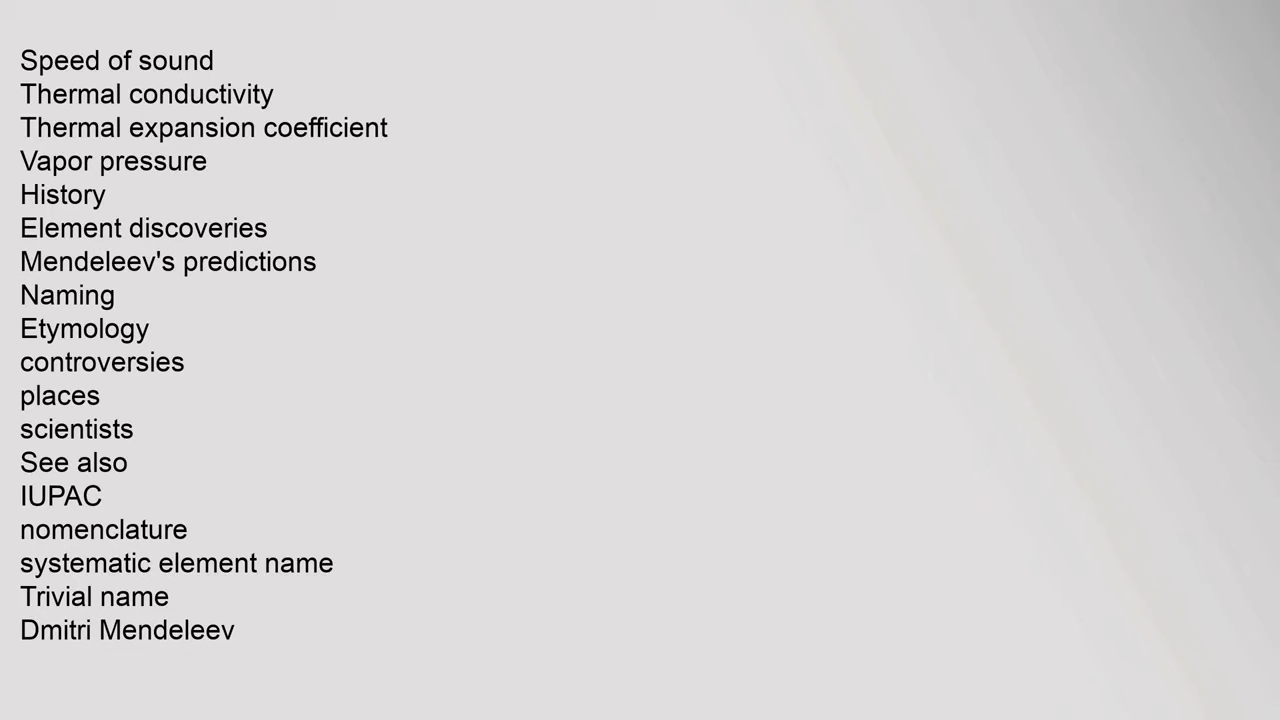 Speed of sound
Thermal conductivity
Thermal expansion coefficient
Vapor pressure
History
Element discoveries
Mendeleev's predictions
Naming
Etymology
controversies
places
scientists
See also
IUPAC
nomenclature
systematic element name
Trivial name
Dmitri Mendeleev